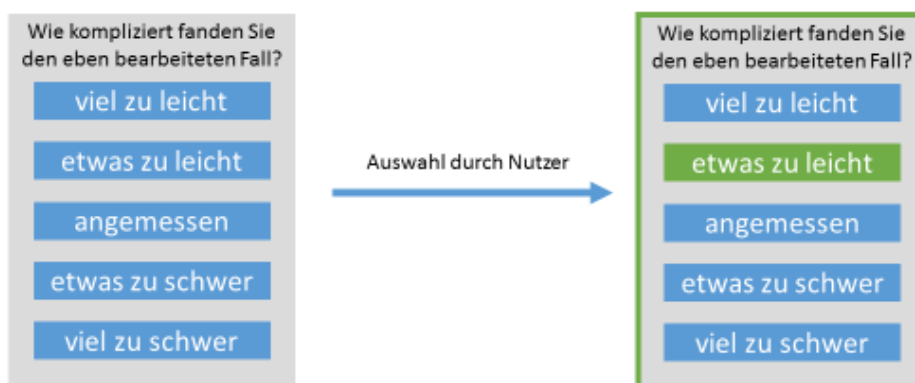 Wie kompliziert fanden Sie
den eben bearbeiteten Fall?
viel zu leicht
etwas zu leicht
angemessen
etwas zu schwer
viel zu schwer
Auswahl durch Nutzer
Wie kompliziert fanden Sie
den eben bearbeiteten Fall?
viel zu leicht
etwas zu leicht
angemessen
etwas zu schwer
viel zu schwer